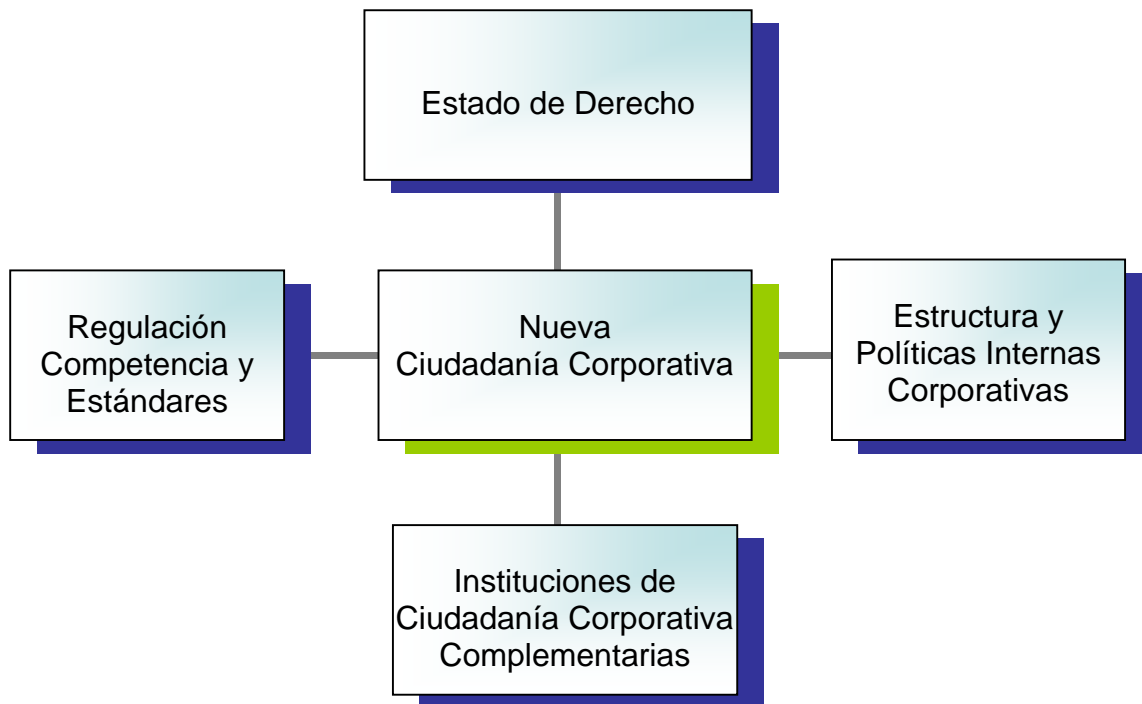 Estado de Derecho
Regulación
Competencia y
Estándares
Nueva
Ciudadanía Corporativa
Estructura y
Políticas Internas
Corporativas
Instituciones de
Ciudadanía Corporativa
Complementarias